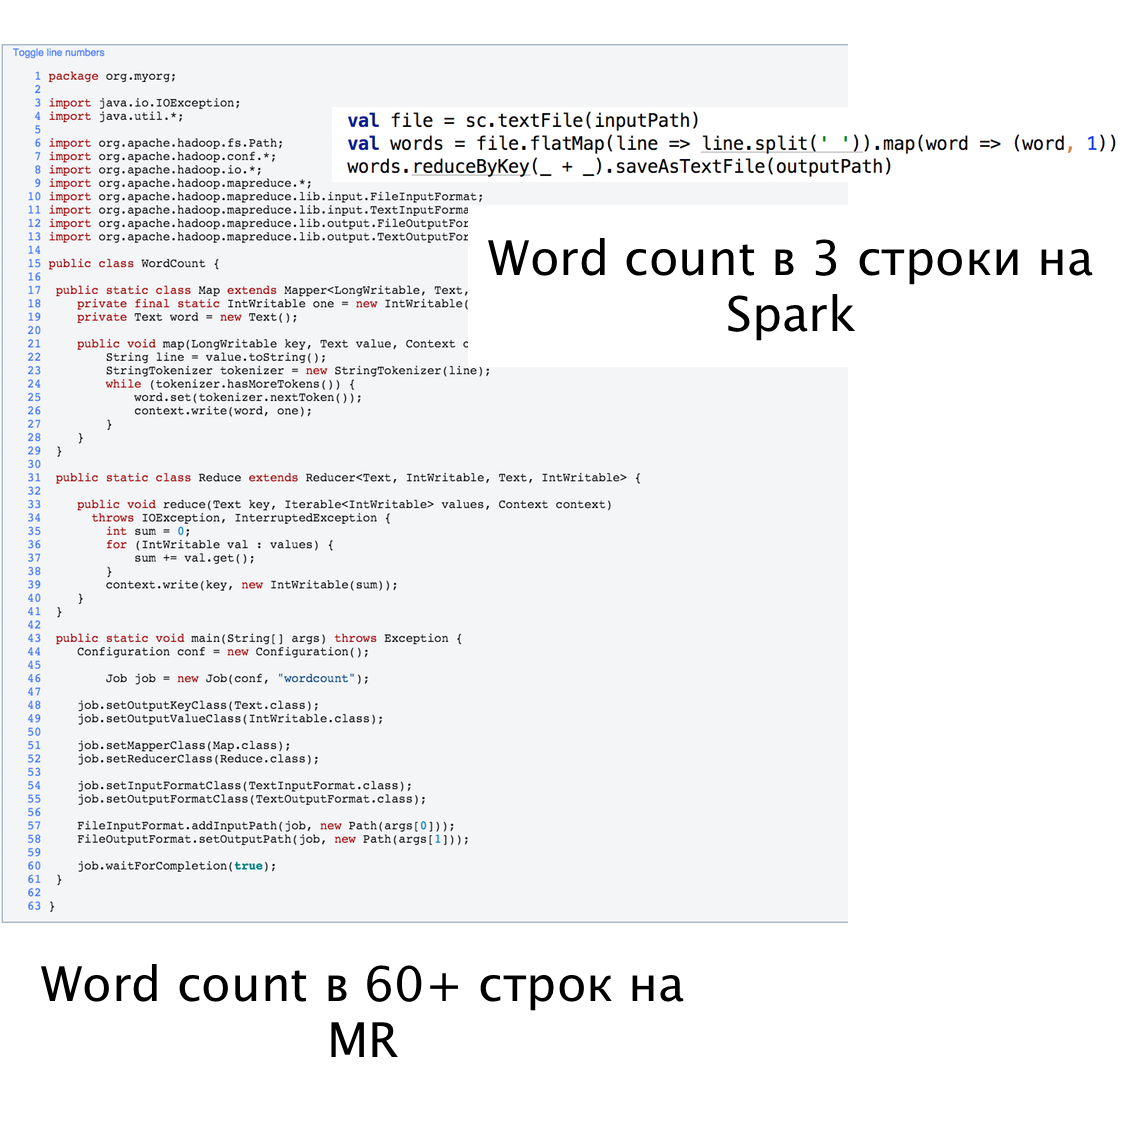 Toggle line numbers
1 package org.myorg;
2
3 import java.io.IOException;
4 import java.util.*;
5
6 import org.apache.hadoop.fs.Path;
7 import org.apache.hadoop.conf.*;
8 import org.apache.hadoop.io.*;
9 import org.apache.hadoop.mapreduce.*;
10 import org.apache.hadoop.mapreduce.lib.input.FileInputFormat;
11 import org.apache.hadoop.mapreduce.lib.input.TextInputForma
12 import org.apache.hadoop.mapreduce.lib.output.FileOutputFor
13 import org.apache.hadoop.mapreduce.lib.output.TextOutputFor
14
15 public class WordCount {
16
17 public static class Map extends Mapper<LongWritable, Text,
18 private final static IntWritable one = new IntWritable(
19 private Text word = new Text();
20
21 public void map(LongWritable key, Text value, Context c
22 String line = value.toString();
23 StringTokenizer tokenizer = new StringTokenizer(line);
24 while (tokenizer.hasMoreTokens()) {
25 word.set(tokenizer.nextToken());
26 context.write(word, one);
27 }
28 }
29 }
30
31 public static class Reduce extends Reducer<Text, IntWritable, Text, IntWritable> {
32
33 public void reduce(Text key, Iterable<IntWritable> values, Context context)
34 throws IOException, InterruptedException {
35 int sum = 0;
36 for (IntWritable val : values) {
37 sum += val.get();
38 }
39 context.write(key, new IntWritable(sum));
40 }
41 }
42
43 public static void main(String[] args) throws Exception {
44 Configuration conf = new Configuration();
45
46 Job job = new Job(conf, "wordcount");
47
48 job.setOutputKeyClass(Text.class);
49 job.setOutputValueClass(IntWritable.class);
50
51 job.setMapperClass(Map.class);
52 job.setReducerClass(Reduce.class);
53
54 job.setInputFormatClass(TextInputFormat.class);
55 job.setOutputFormatClass(TextOutputFormat.class);
56
57 FileInputFormat.addInputPath(job, new Path(args[0]));
58 FileOutputFormat.setOutputPath(job, new Path(args[1]));
59
60 job.waitForCompletion(true);
61 }
62
63 }
val file = sc.textFile(inputPath)
val words = file.flatMap(line => line.split(' ')).map(word => (word, 1))
words.reduceByKey(_ + _).saveAsTextFile(outputPath)
Word count в 3 строки на
Spark
Word count в 60+ строк на
MR